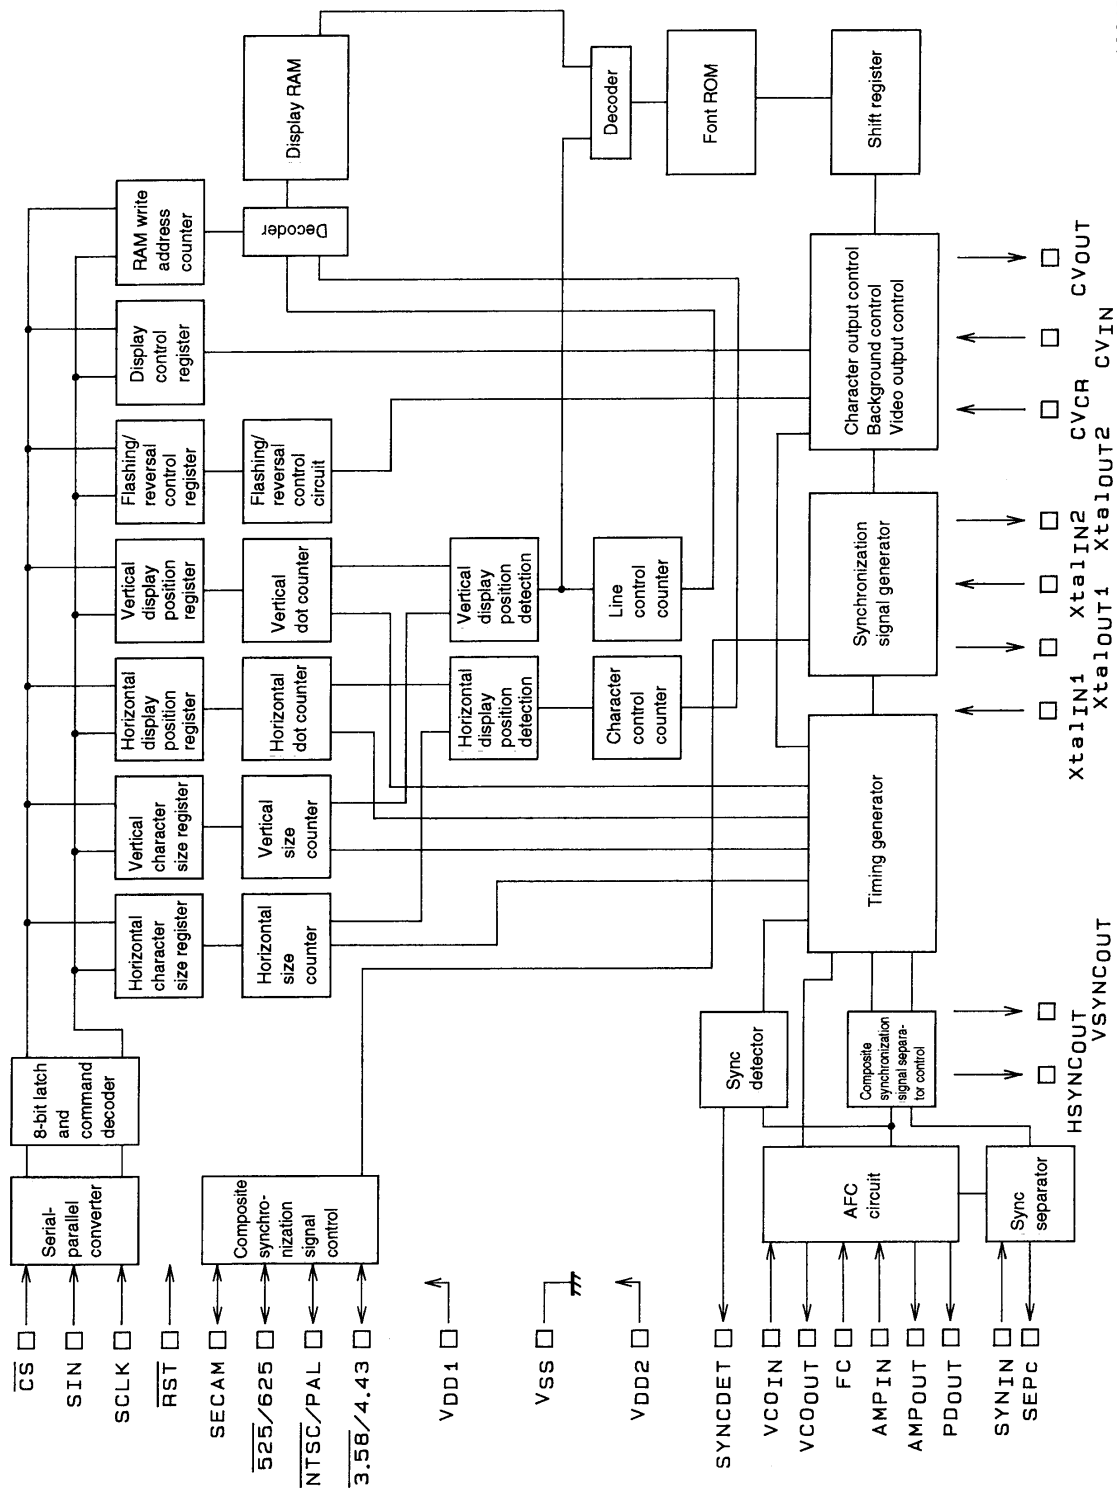 CS
SIN
SCLK
RST
SECAM
525/625
NTSC/PAL
3.58/4.43
VDD1
VSS
VDD2
SYNCDET
VCOIN
VCOOUT
FC
AMPIN
AMPOUT
PDOUT
SYNIN
SEPC
Serial-
parallel
converter
8-bit latch
and
command
decoder
Composite
synchro-
nization
signal
control
Horizontal
character
size register
Vertical
character
size register
Horizontal
display
position
register
Vertical
display
position
register
Flashing/
reversal
control
register
Display
control
register
RAM write
address
counter
Horizontal
size
counter
Vertical
size
counter
Horizontal
dot counter
Vertical
dot counter
Flashing/
reversal
control
circuit
Decoder
Display RAM
Horizontal
display
position
detection
Vertical
display
position
detection
Character
control
counter
Line
control
counter
Decoder
Font ROM
Shift register
Sync
detector
AFC
circuit
Composite
synchronization
signal separa-
tor control
Sync
separator
Timing generator
Synchronization
signal generator
Character output control
Background control
Video output control
HSYNCOUT
VSYNCOUT
XtalIN1
XtalOUT1
XtalIN2
XtalOUT2
CVCR
CVIN
CVOUT